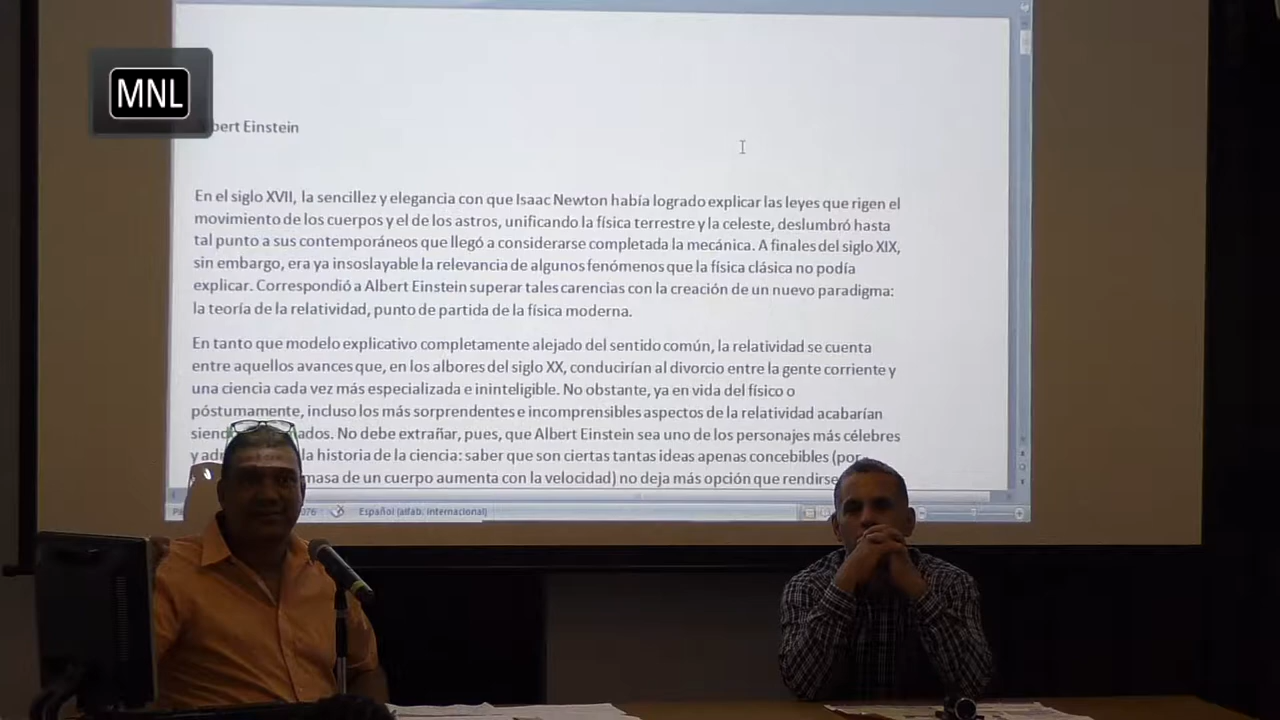 MNL
bert Einstein
En el siglo XVII, la sencillez y elegancia con que Isaac Newton había logrado explicar las leyes que rigen el
movimiento de los cuerpos y el de los astros, unificando la física terrestre y la celeste, deslumbró hasta
tal punto a sus contemporáneos que llegó a considerarse completada la mecánica. A finales del siglo XIX,
sin embargo, era ya insoslayable la relevancia de algunos fenómenos que la física clásica no podía
explicar. Correspondió a Albert Einstein superar tales carencias con la creación de un nuevo paradigma:
la teoría de la relatividad, punto de partida de la física moderna.
En tanto que modelo explicativo completamente alejado del sentido común, la relatividad se cuenta
entre aquellos avances que, en los albores del siglo XX, conducirían al divorcio entre la gente corriente y
una ciencia cada vez más especializada e ininteligible. No obstante, ya en vida del físico o
póstumamente, incluso los más sorprendentes e incomprensibles aspectos de la relatividad acabarían
siend ados. No debe extrañar, pues, que Albert Einstein sea uno de los personajes más célebres
y adm la historia de la ciencia: saber que son ciertas tantas ideas apenas concebibles (por
masa de un cuerpo aumenta con la velocidad) no deja más opción que rendirse
076 Español (alfab. internacional)